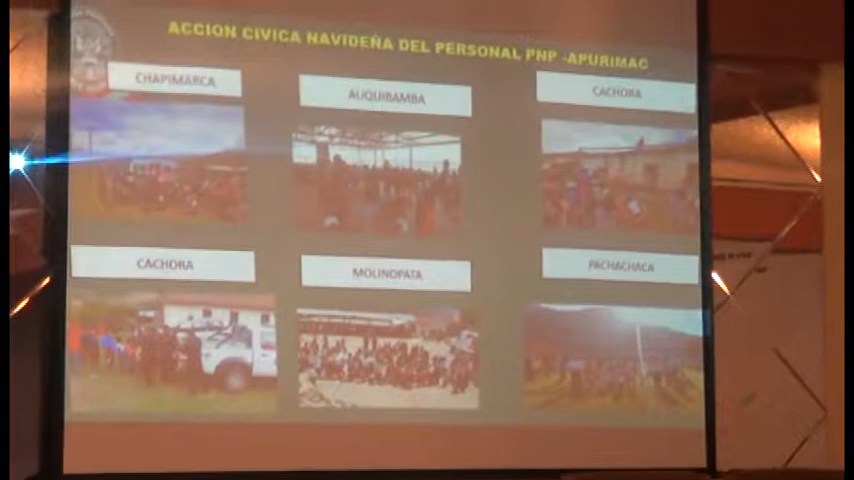 ACCION CIVICA NAVIDEÑA DEL PERSONAL PNP -APURIMAC
CHAPIMARCA
AUQUIBAMBA
CACHORA
CACHORA
MOLINOPATA
PACHACHACA